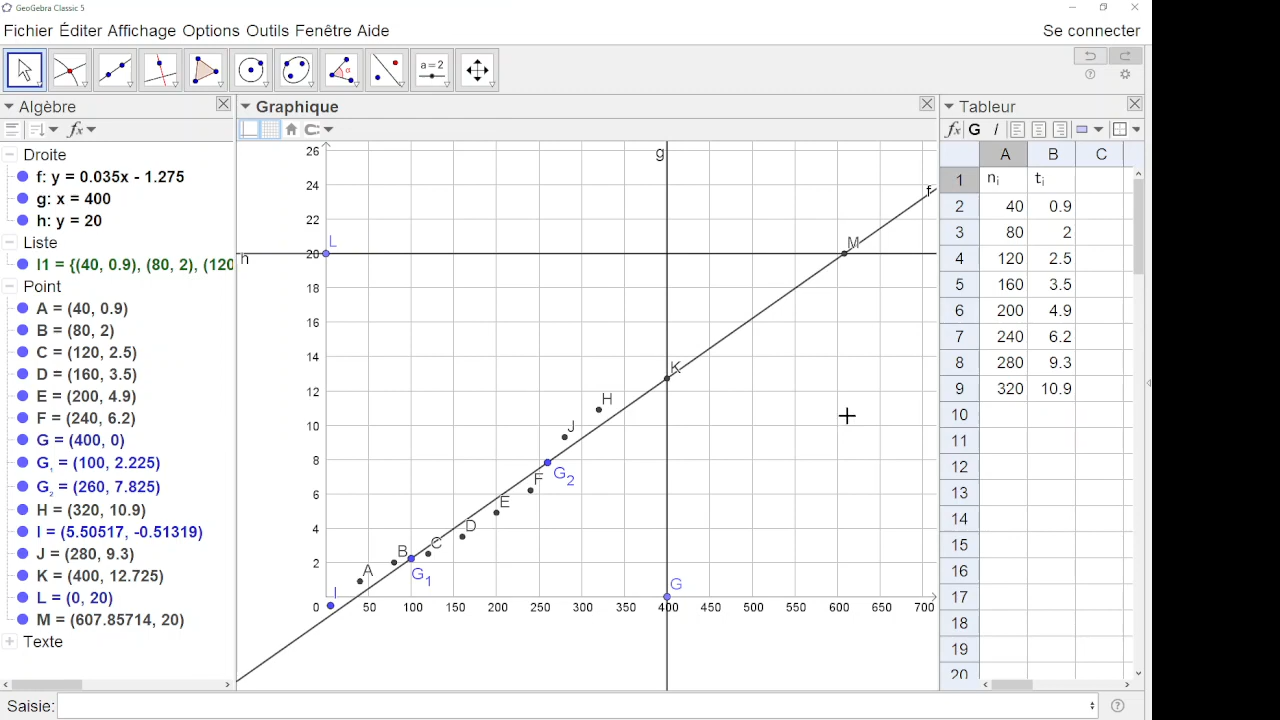 GeoGebra Classic 5
Fichier Éditer Affichage Options Outils Fenêtre Aide
Se connecter
a=2
α
Algèbre
Graphique
Tableur
fx
fx G I
Droite
f: y = 0.035x - 1.275
g: x = 400
h: y = 20
Liste
l1 = {(40, 0.9), (80, 2), (120
Point
A = (40, 0.9)
B = (80, 2)
C = (120, 2.5)
D = (160, 3.5)
E = (200, 4.9)
F = (240, 6.2)
G = (400, 0)
G₁ = (100, 2.225)
G₂ = (260, 7.825)
H = (320, 10.9)
I = (5.50517, -0.51319)
J = (280, 9.3)
K = (400, 12.725)
L = (0, 20)
M = (607.85714, 20)
Texte
26
24
22
20
18
16
14
12
10
8
6
4
2
0 50 100 150 200 250 300 350 400 450 500 550 600 650 700
g
f
h
L
M
K
H
J
G₂
F
E
D
C
B
G₁
A
I
G
A B C
1 nᵢ tᵢ
2 40 0.9
3 80 2
4 120 2.5
5 160 3.5
6 200 4.9
7 240 6.2
8 280 9.3
9 320 10.9
10
11
12
13
14
15
16
17
18
19
20
Saisie: